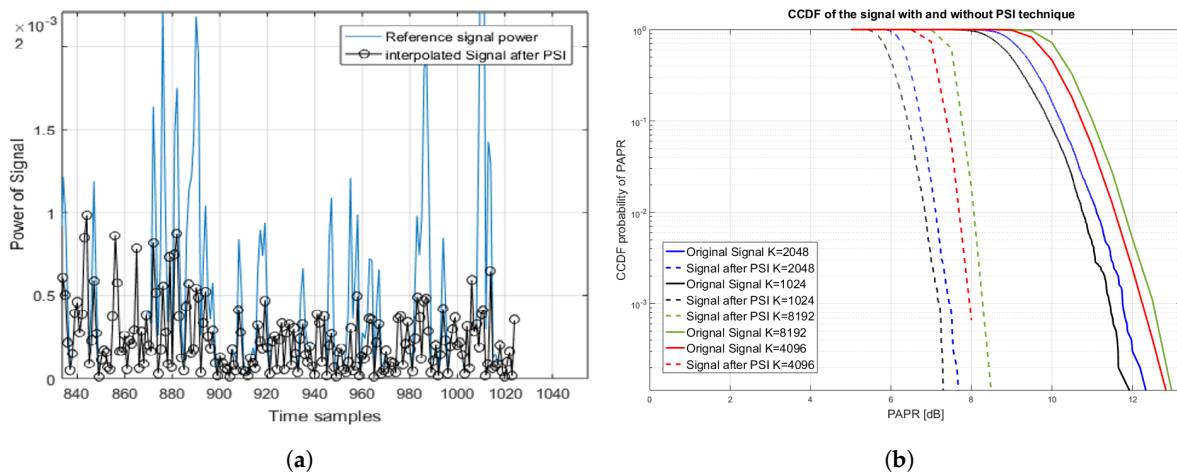 ×10⁻³
2
1.5
1
0.5
0
Power of Signal
Reference signal power
interpolated Signal after PSI
840 860 880 900 920 940 960 980 1000 1020 1040
Time samples
(a)
CCDF of the signal with and without PSI technique
CCDF probability of PAPR
10⁰
10⁻¹
10⁻²
10⁻³
Original Signal K=2048
Signal after PSI K=2048
Orignal Signal K=1024
Signal after PSI K=1024
Signal after PSI K=8192
Orignal Signal K=8192
Orignal Signal K=4096
Signal after PSI K=4096
0 2 4 6 8 10 12
PAPR [dB]
(b)